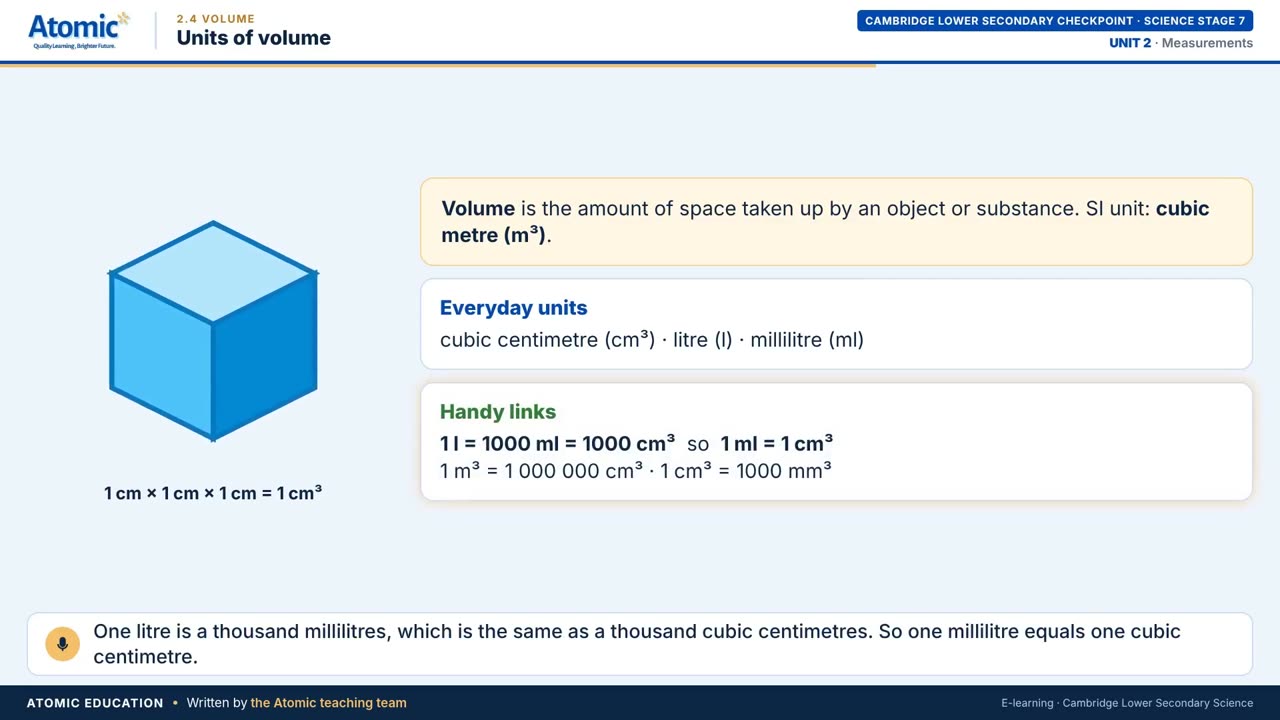 Atomic
Quality Learning, Brighter Future.
2.4 VOLUME
Units of volume
CAMBRIDGE LOWER SECONDARY CHECKPOINT · SCIENCE STAGE 7
UNIT 2 · Measurements
Volume is the amount of space taken up by an object or substance. SI unit: cubic
metre (m³).
Everyday units
cubic centimetre (cm³) · litre (l) · millilitre (ml)
Handy links
1 l = 1000 ml = 1000 cm³ so 1 ml = 1 cm³
1 m³ = 1 000 000 cm³ · 1 cm³ = 1000 mm³
1 cm × 1 cm × 1 cm = 1 cm³
One litre is a thousand millilitres, which is the same as a thousand cubic centimetres. So one millilitre equals one cubic
centimetre.
ATOMIC EDUCATION • Written by the Atomic teaching team
E-learning · Cambridge Lower Secondary Science